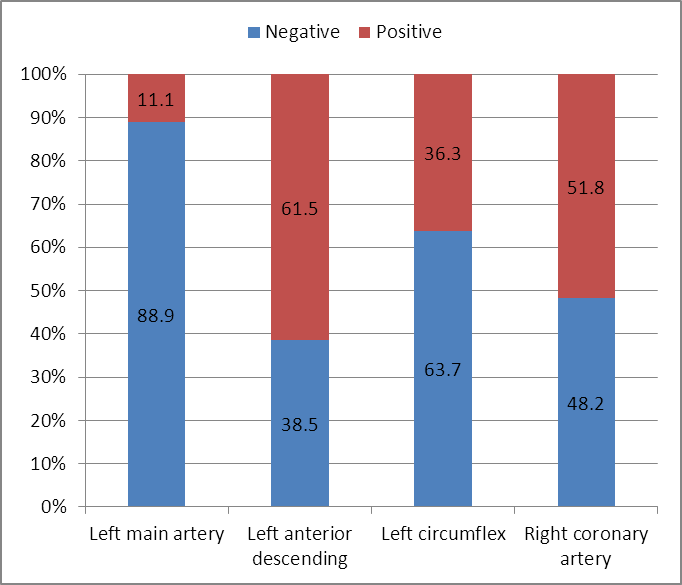 Negative Positive
100%
90%
80%
70%
60%
50%
40%
30%
20%
10%
0%
11.1
88.9
61.5
38.5
36.3
63.7
51.8
48.2
Left main artery
Left anterior
descending
Left circumflex
Right coronary
artery